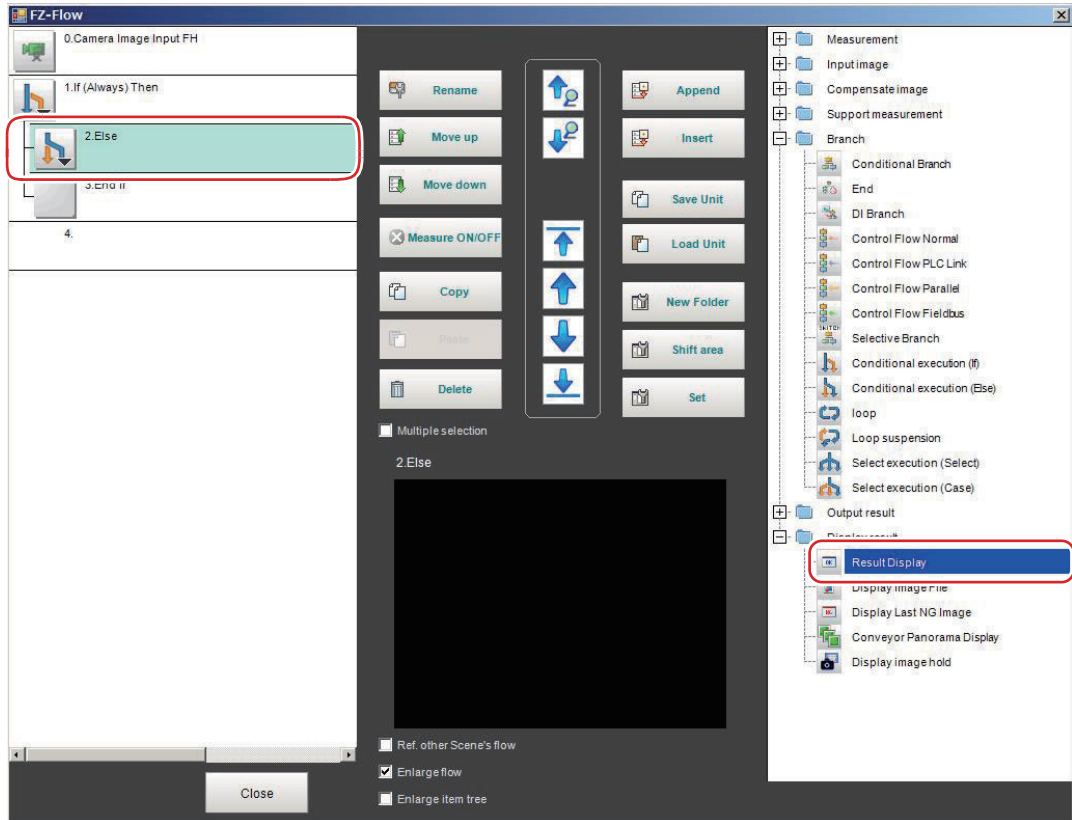 FZ-Flow
0.Camera Image Input FH
1.If (Always) Then
2.Else
3.End If
4.
Rename
Move up
Move down
Measure ON/OFF
Copy
Paste
Delete
Append
Insert
Save Unit
Load Unit
New Folder
Shift area
Set
Multiple selection
2.Else
Ref. other Scene's flow
Enlarge flow
Enlarge item tree
Close
Measurement
Input image
Compensate image
Support measurement
Branch
Conditional Branch
End
DI Branch
Control Flow Normal
Control Flow PLC Link
Control Flow Parallel
Control Flow Fieldbus
Selective Branch
Conditional execution (If)
Conditional execution (Else)
loop
Loop suspension
Select execution (Select)
Select execution (Case)
Output result
Display result
Result Display
Display Image File
Display Last NG Image
Conveyor Panorama Display
Display image hold